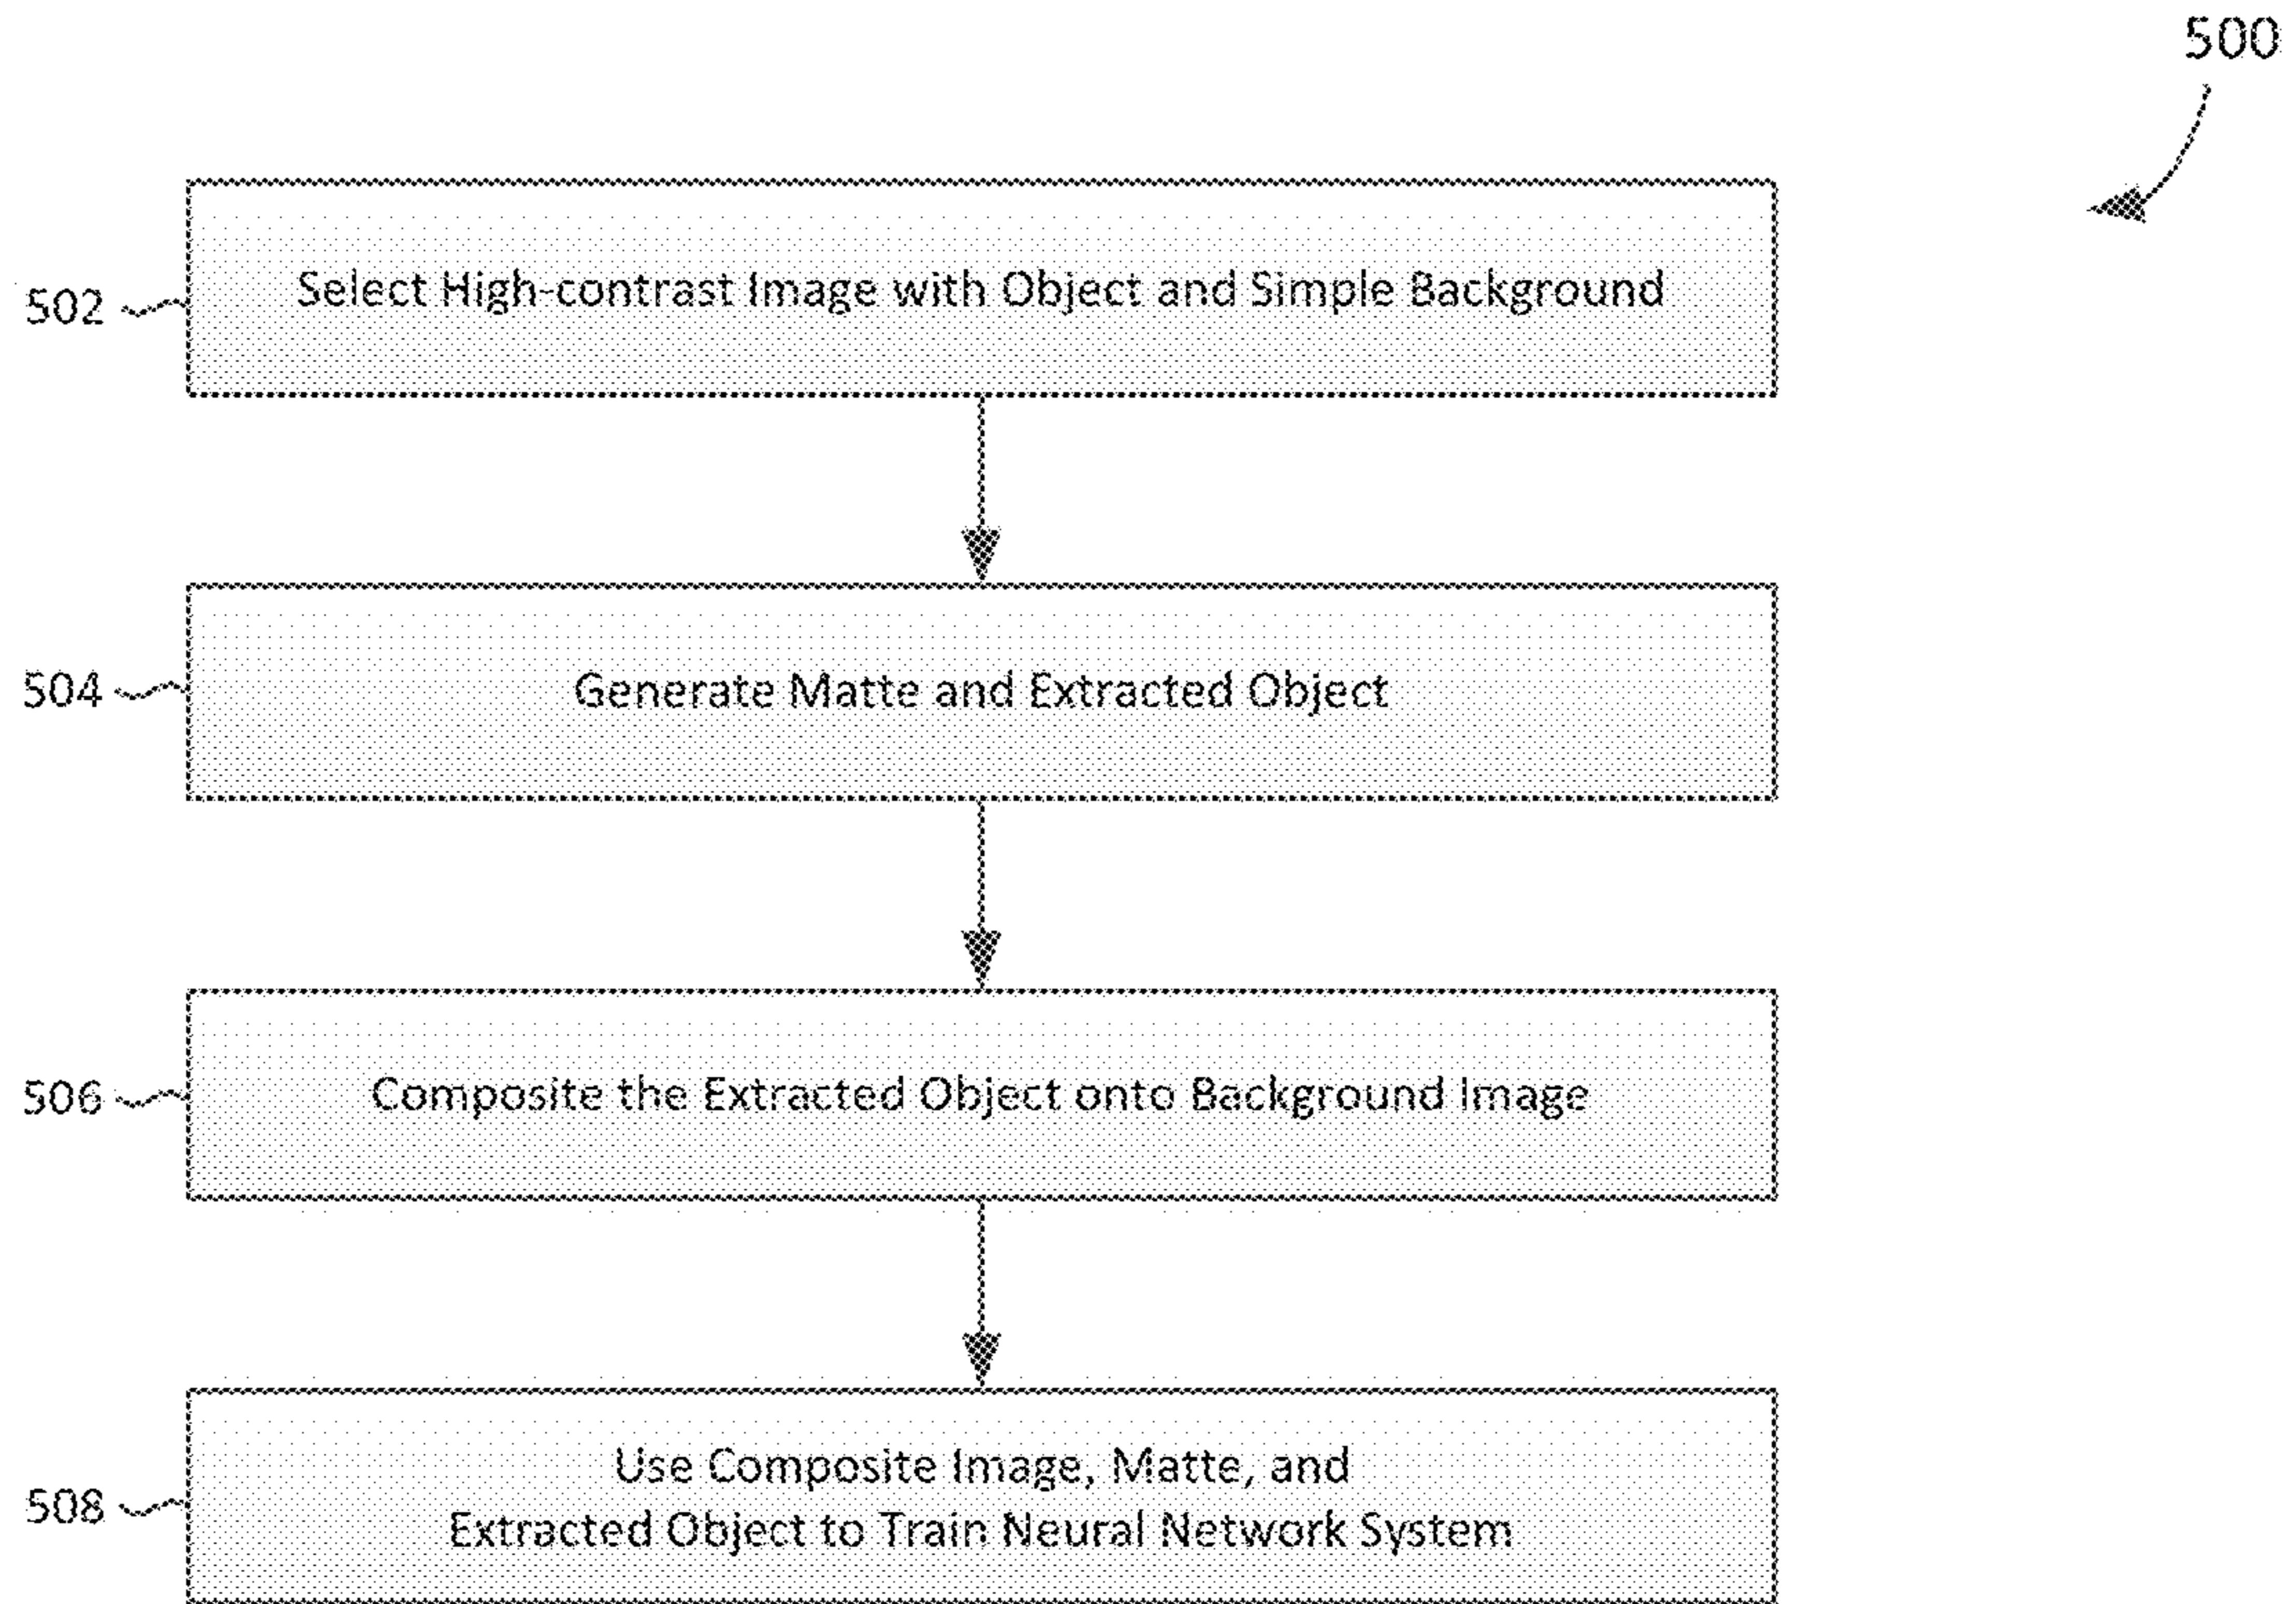 500
502
Select High-contrast Image with Object and Simple Background
504
Generate Matte and Extracted Object
506
Composite the Extracted Object onto Background Image
508
Use Composite Image, Matte, and
Extracted Object to Train Neural Network System